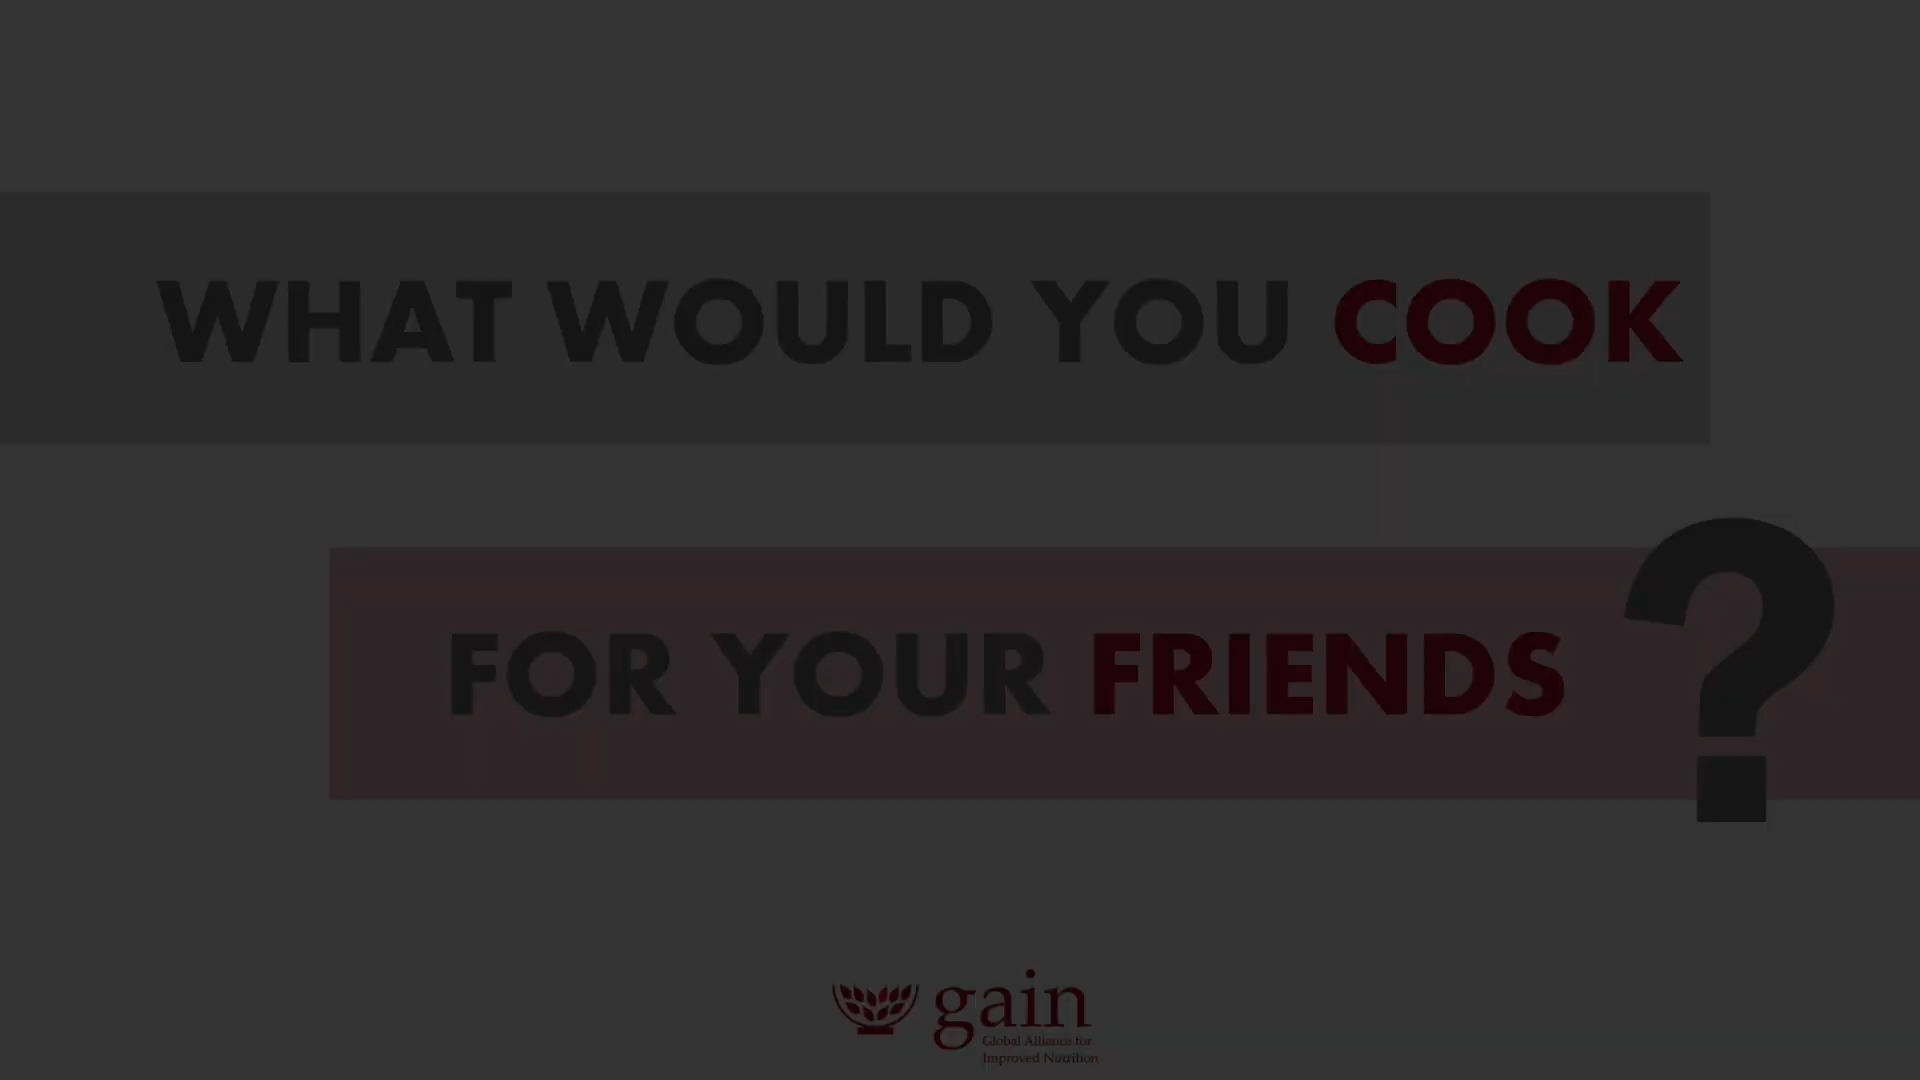 WHAT WOULD YOU COOK
FOR YOUR FRIENDS ?
gain
Global Alliance for
Improved Nutrition